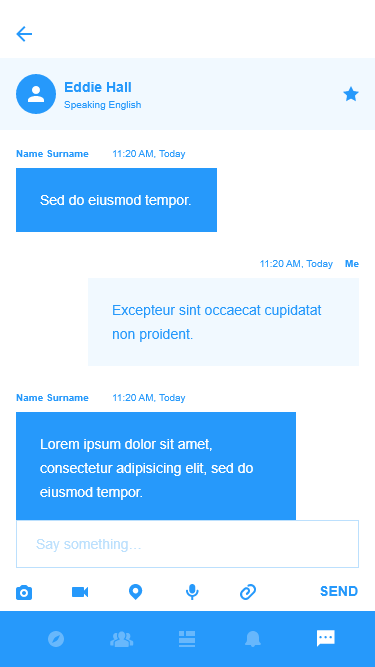 Eddie Hall
Speaking English
Name Surname 11:20 AM, Today
Sed do eiusmod tempor.
11:20 AM, Today Me
Excepteur sint occaecat cupidatat
non proident.
Name Surname 11:20 AM, Today
Lorem ipsum dolor sit amet,
consectetur adipisicing elit, sed do
eiusmod tempor.
Say something...
SEND